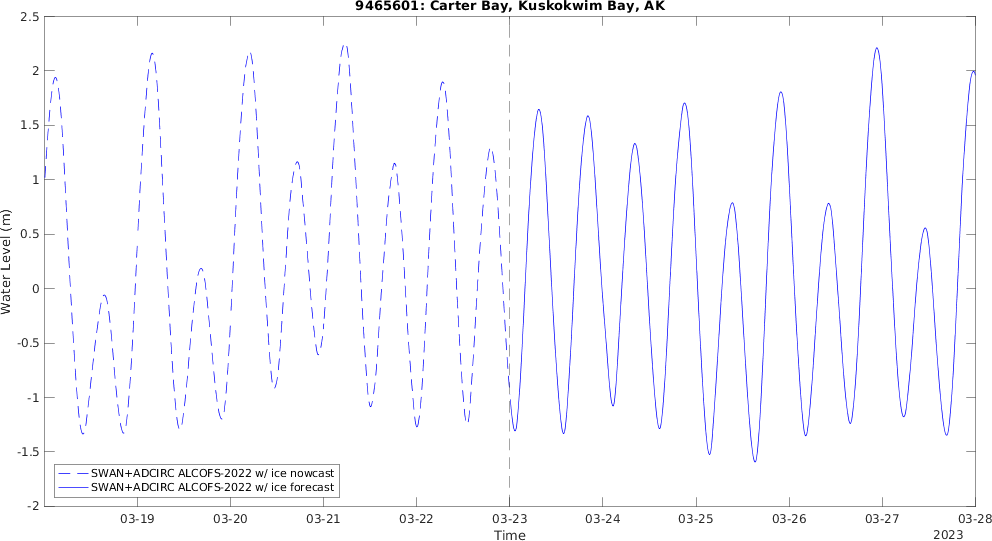 9465601: Carter Bay, Kuskokwim Bay, AK
2.5
2
1.5
1
0.5
0
-0.5
-1
-1.5
-2
Water Level (m)
SWAN+ADCIRC ALCOFS-2022 w/ ice nowcast
SWAN+ADCIRC ALCOFS-2022 w/ ice forecast
03-19 03-20 03-21 03-22 03-23 03-24 03-25 03-26 03-27 03-28
Time
2023